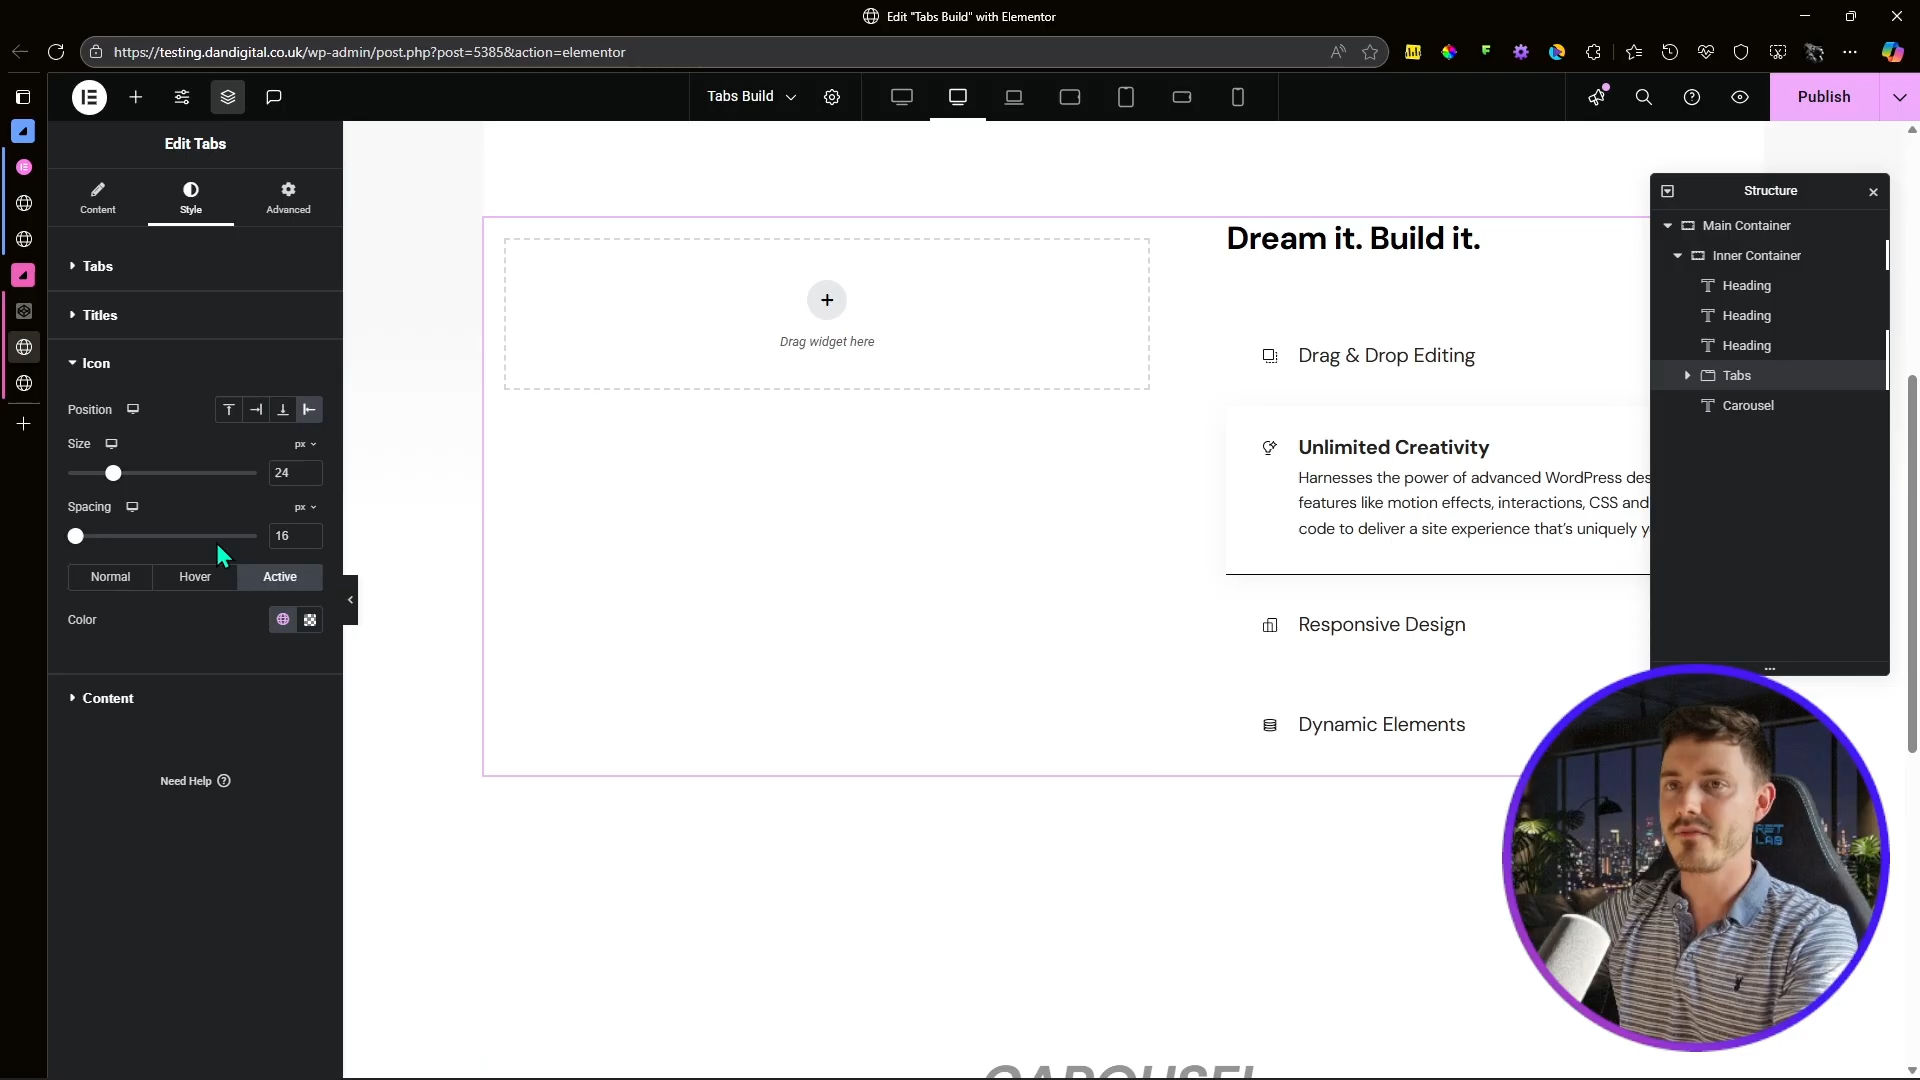 Edit "Tabs Build" with Elementor
https://testing.dandigital.co.uk/wp-admin/post.php?post=5385&action=elementor
Tabs Build
Publish
Edit Tabs
Content
Style
Advanced
Tabs
Titles
Icon
Position
Size
px
24
Spacing
px
16
Normal
Hover
Active
Color
Content
Need Help
Drag widget here
Dream it. Build it.
Drag & Drop Editing
Unlimited Creativity
Harnesses the power of advanced WordPress des
features like motion effects, interactions, CSS and
code to deliver a site experience that's uniquely y
Responsive Design
Dynamic Elements
Structure
Main Container
Inner Container
Heading
Heading
Heading
Tabs
Carousel
CAROUSEL